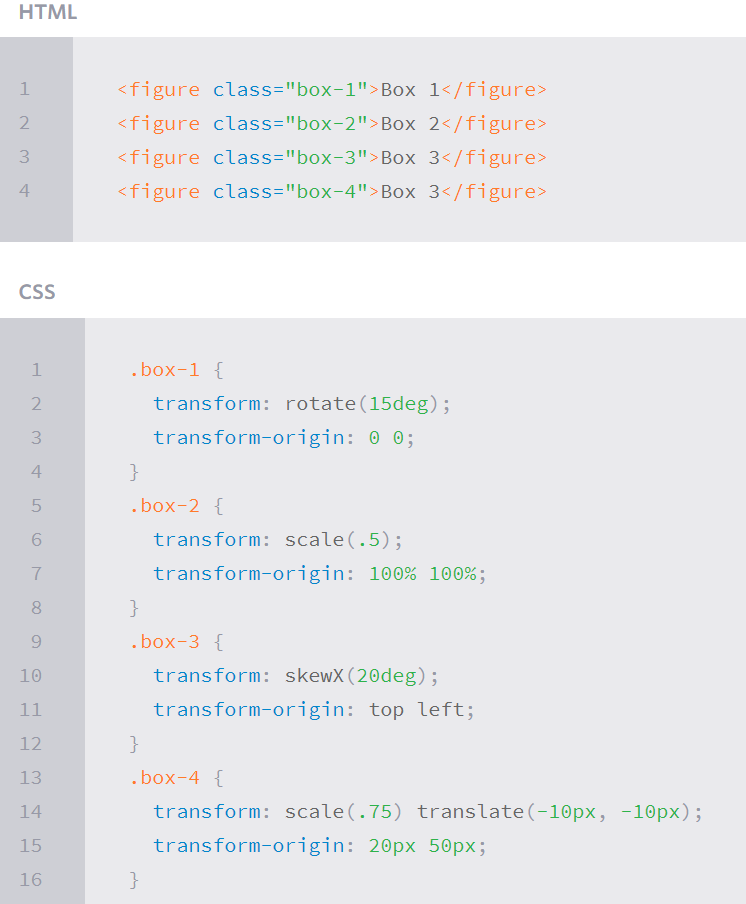 HTML
1 <figure class="box-1">Box 1</figure>
2 <figure class="box-2">Box 2</figure>
3 <figure class="box-3">Box 3</figure>
4 <figure class="box-4">Box 3</figure>
CSS
1 .box-1 {
2   transform: rotate(15deg);
3   transform-origin: 0 0;
4 }
5 .box-2 {
6   transform: scale(.5);
7   transform-origin: 100% 100%;
8 }
9 .box-3 {
10   transform: skewX(20deg);
11   transform-origin: top left;
12 }
13 .box-4 {
14   transform: scale(.75) translate(-10px, -10px);
15   transform-origin: 20px 50px;
16 }